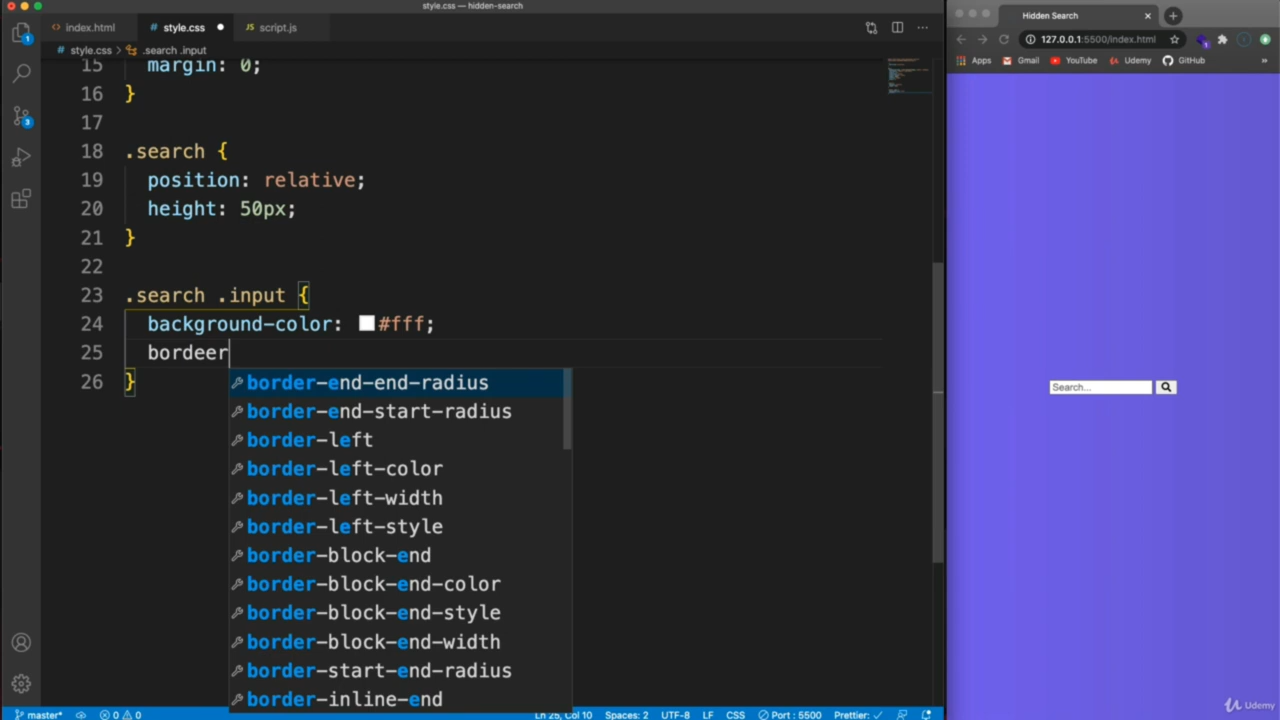 style.css — hidden-search
index.html
style.css
JS script.js
# style.css > .search .input
15 margin: 0;
16 }
17
18 .search {
19 position: relative;
20 height: 50px;
21 }
22
23 .search .input {
24 background-color: #fff;
25 bordeer
26 }
border-end-end-radius
border-end-start-radius
border-left
border-left-color
border-left-width
border-left-style
border-block-end
border-block-end-color
border-block-end-style
border-block-end-width
border-start-end-radius
border-inline-end
1
3
master* 0 0 Ln 25, Col 10 Spaces: 2 UTF-8 LF CSS Port : 5500 Prettier: ✓
Hidden Search
127.0.0.1:5500/index.html
Apps Gmail YouTube Udemy GitHub »
Search...
Udemy